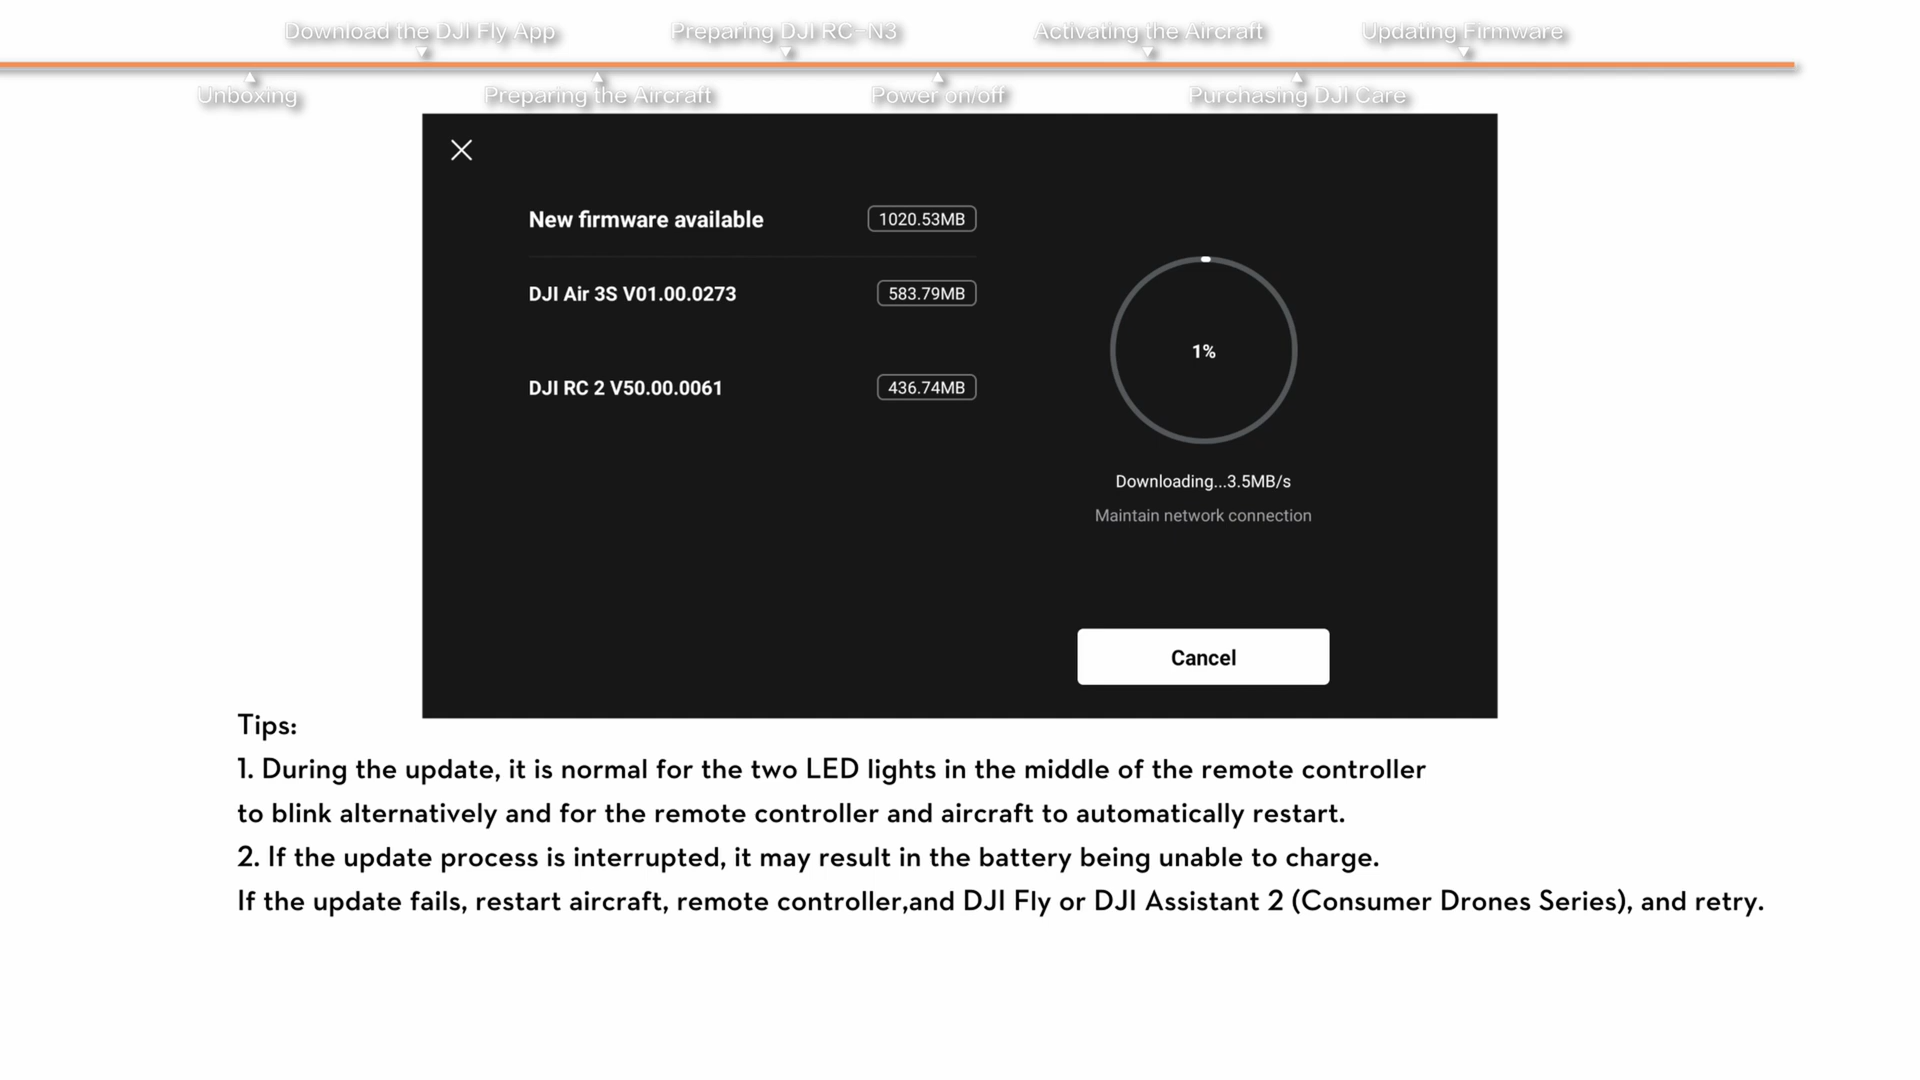 Download the DJI Fly App
Preparing DJI RC-N3
Activating the Aircraft
Updating Firmware
Unboxing
Preparing the Aircraft
Power on/off
Purchasing DJI Care
New firmware available
1020.53MB
DJI Air 3S V01.00.0273
583.79MB
DJI RC 2 V50.00.0061
436.74MB
1%
Downloading...3.5MB/s
Maintain network connection
Cancel
Tips:
1. During the update, it is normal for the two LED lights in the middle of the remote controller
to blink alternatively and for the remote controller and aircraft to automatically restart.
2. If the update process is interrupted, it may result in the battery being unable to charge.
If the update fails, restart aircraft, remote controller,and DJI Fly or DJI Assistant 2 (Consumer Drones Series), and retry.